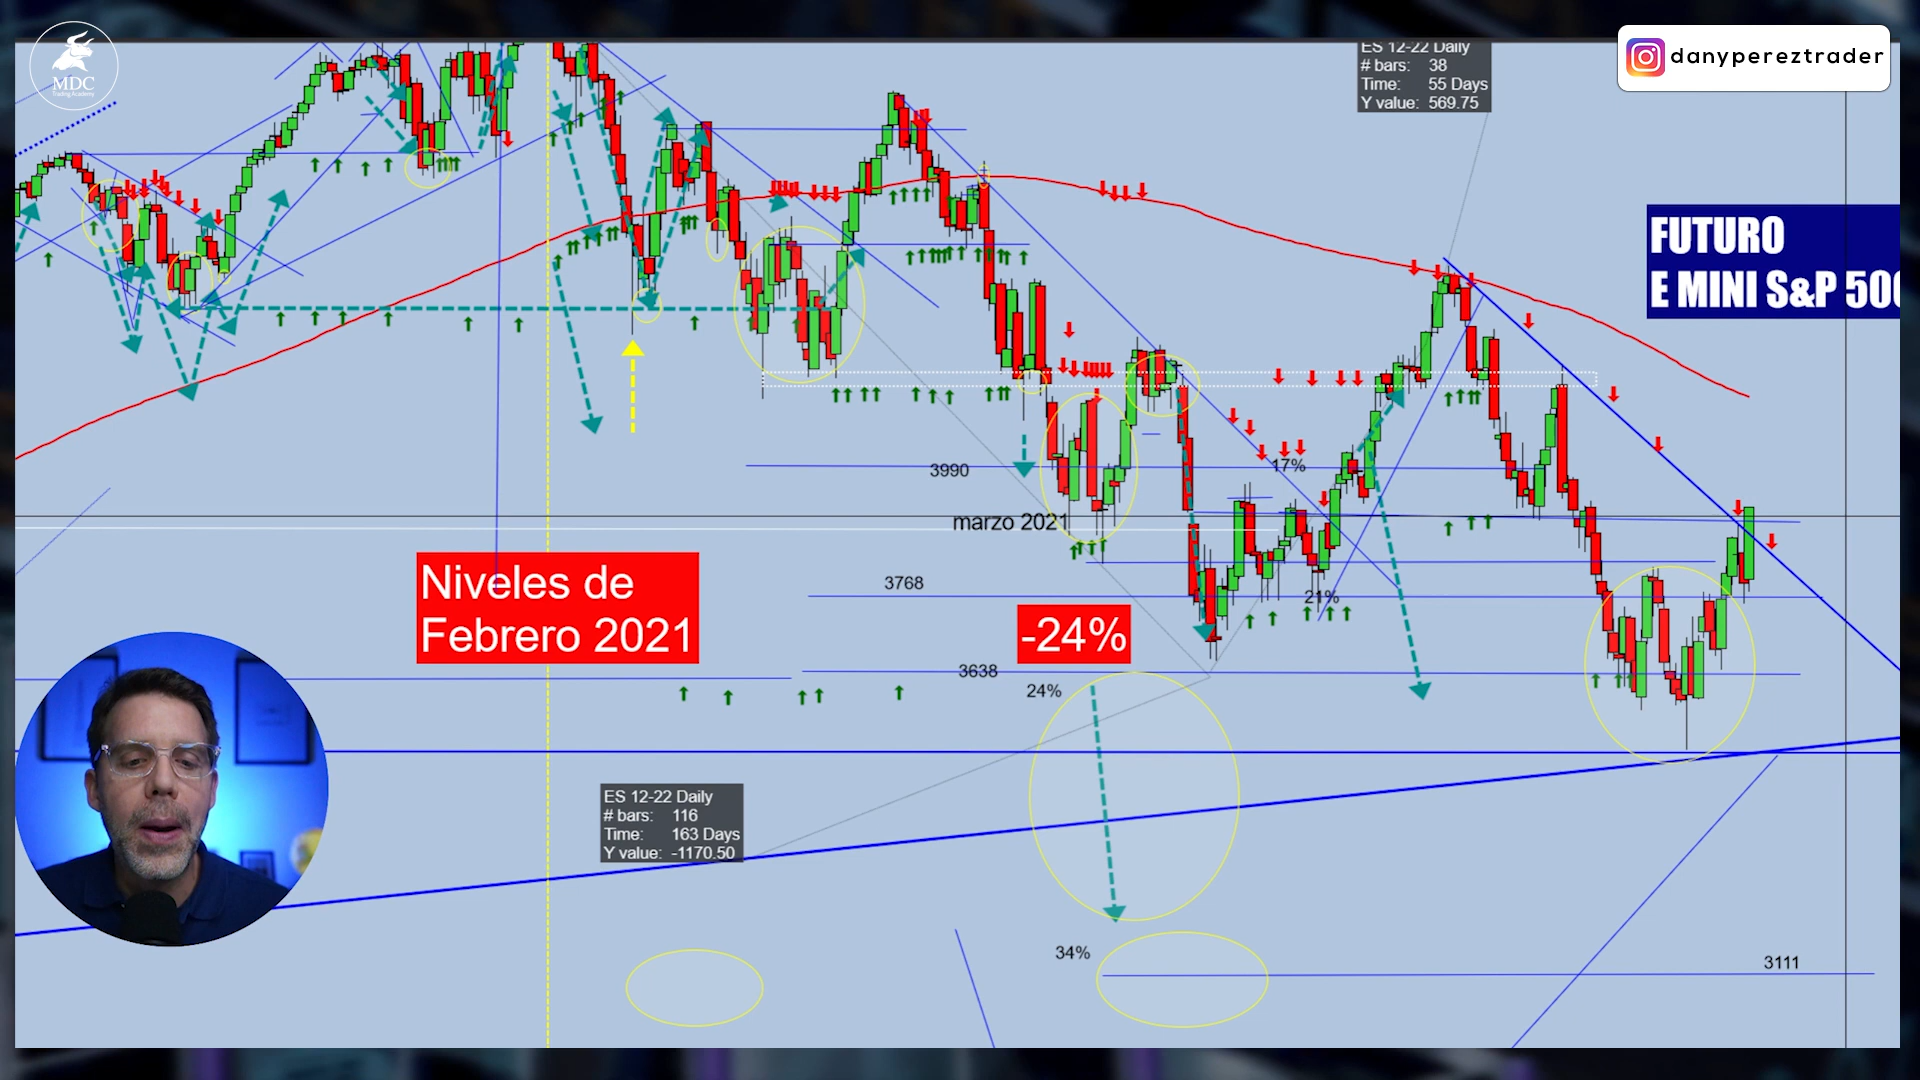 MDC
Trading Academy
ES 12-22 Daily
# bars: 38
Time: 55 Days
Y value: 569.75
danypereztrader
FUTURO
E MINI S&P 500
3990
17%
marzo 2021
Niveles de
Febrero 2021
3768
21%
-24%
3638
24%
ES 12-22 Daily
# bars: 116
Time: 163 Days
Y value: -1170.50
34%
3111